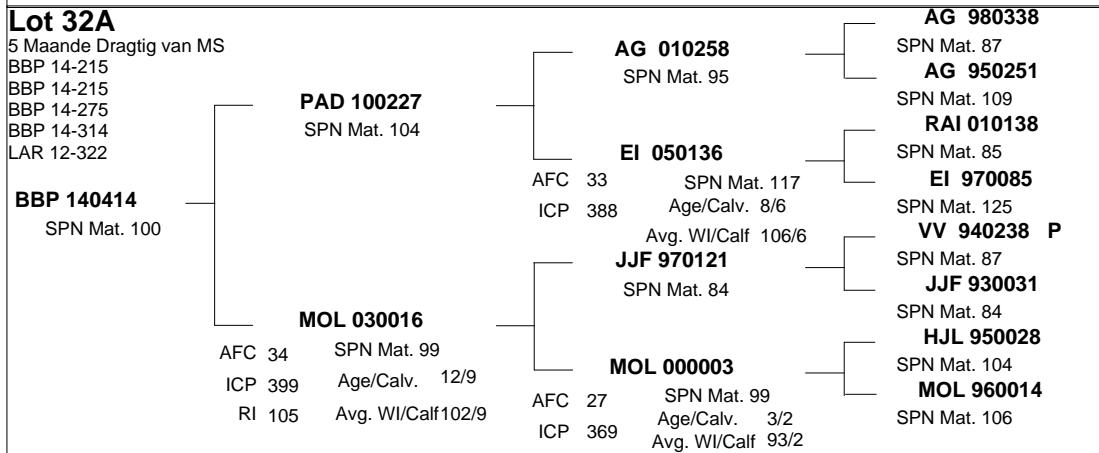 Lot 32A
5 Maande Dragtig van MS
BBP 14-215
BBP 14-215
BBP 14-275
BBP 14-314
LAR 12-322
BBP 140414
SPN Mat. 100
PAD 100227
SPN Mat. 104
MOL 030016
AFC 34 SPN Mat. 99
ICP 399 Age/Calv. 12/9
RI 105 Avg. WI/Calf 102/9
AG 010258
SPN Mat. 95
EI 050136
AFC 33 SPN Mat. 117
ICP 388 Age/Calv. 8/6
Avg. WI/Calf 106/6
JJF 970121
SPN Mat. 84
MOL 000003
AFC 27 SPN Mat. 99
ICP 369 Age/Calv. 3/2
Avg. WI/Calf 93/2
AG 980338
SPN Mat. 87
AG 950251
SPN Mat. 109
RAI 010138
SPN Mat. 85
EI 970085
SPN Mat. 125
VV 940238 P
SPN Mat. 87
JJF 930031
SPN Mat. 84
HJL 950028
SPN Mat. 104
MOL 960014
SPN Mat. 106